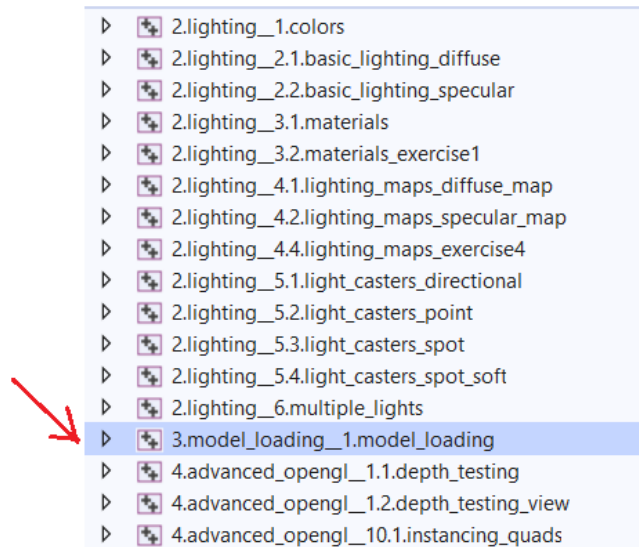 2.lighting__1.colors
2.lighting__2.1.basic_lighting_diffuse
2.lighting__2.2.basic_lighting_specular
2.lighting__3.1.materials
2.lighting__3.2.materials_exercise1
2.lighting__4.1.lighting_maps_diffuse_map
2.lighting__4.2.lighting_maps_specular_map
2.lighting__4.4.lighting_maps_exercise4
2.lighting__5.1.light_casters_directional
2.lighting__5.2.light_casters_point
2.lighting__5.3.light_casters_spot
2.lighting__5.4.light_casters_spot_soft
2.lighting__6.multiple_lights
3.model_loading__1.model_loading
4.advanced_opengl__1.1.depth_testing
4.advanced_opengl__1.2.depth_testing_view
4.advanced_opengl__10.1.instancing_quads